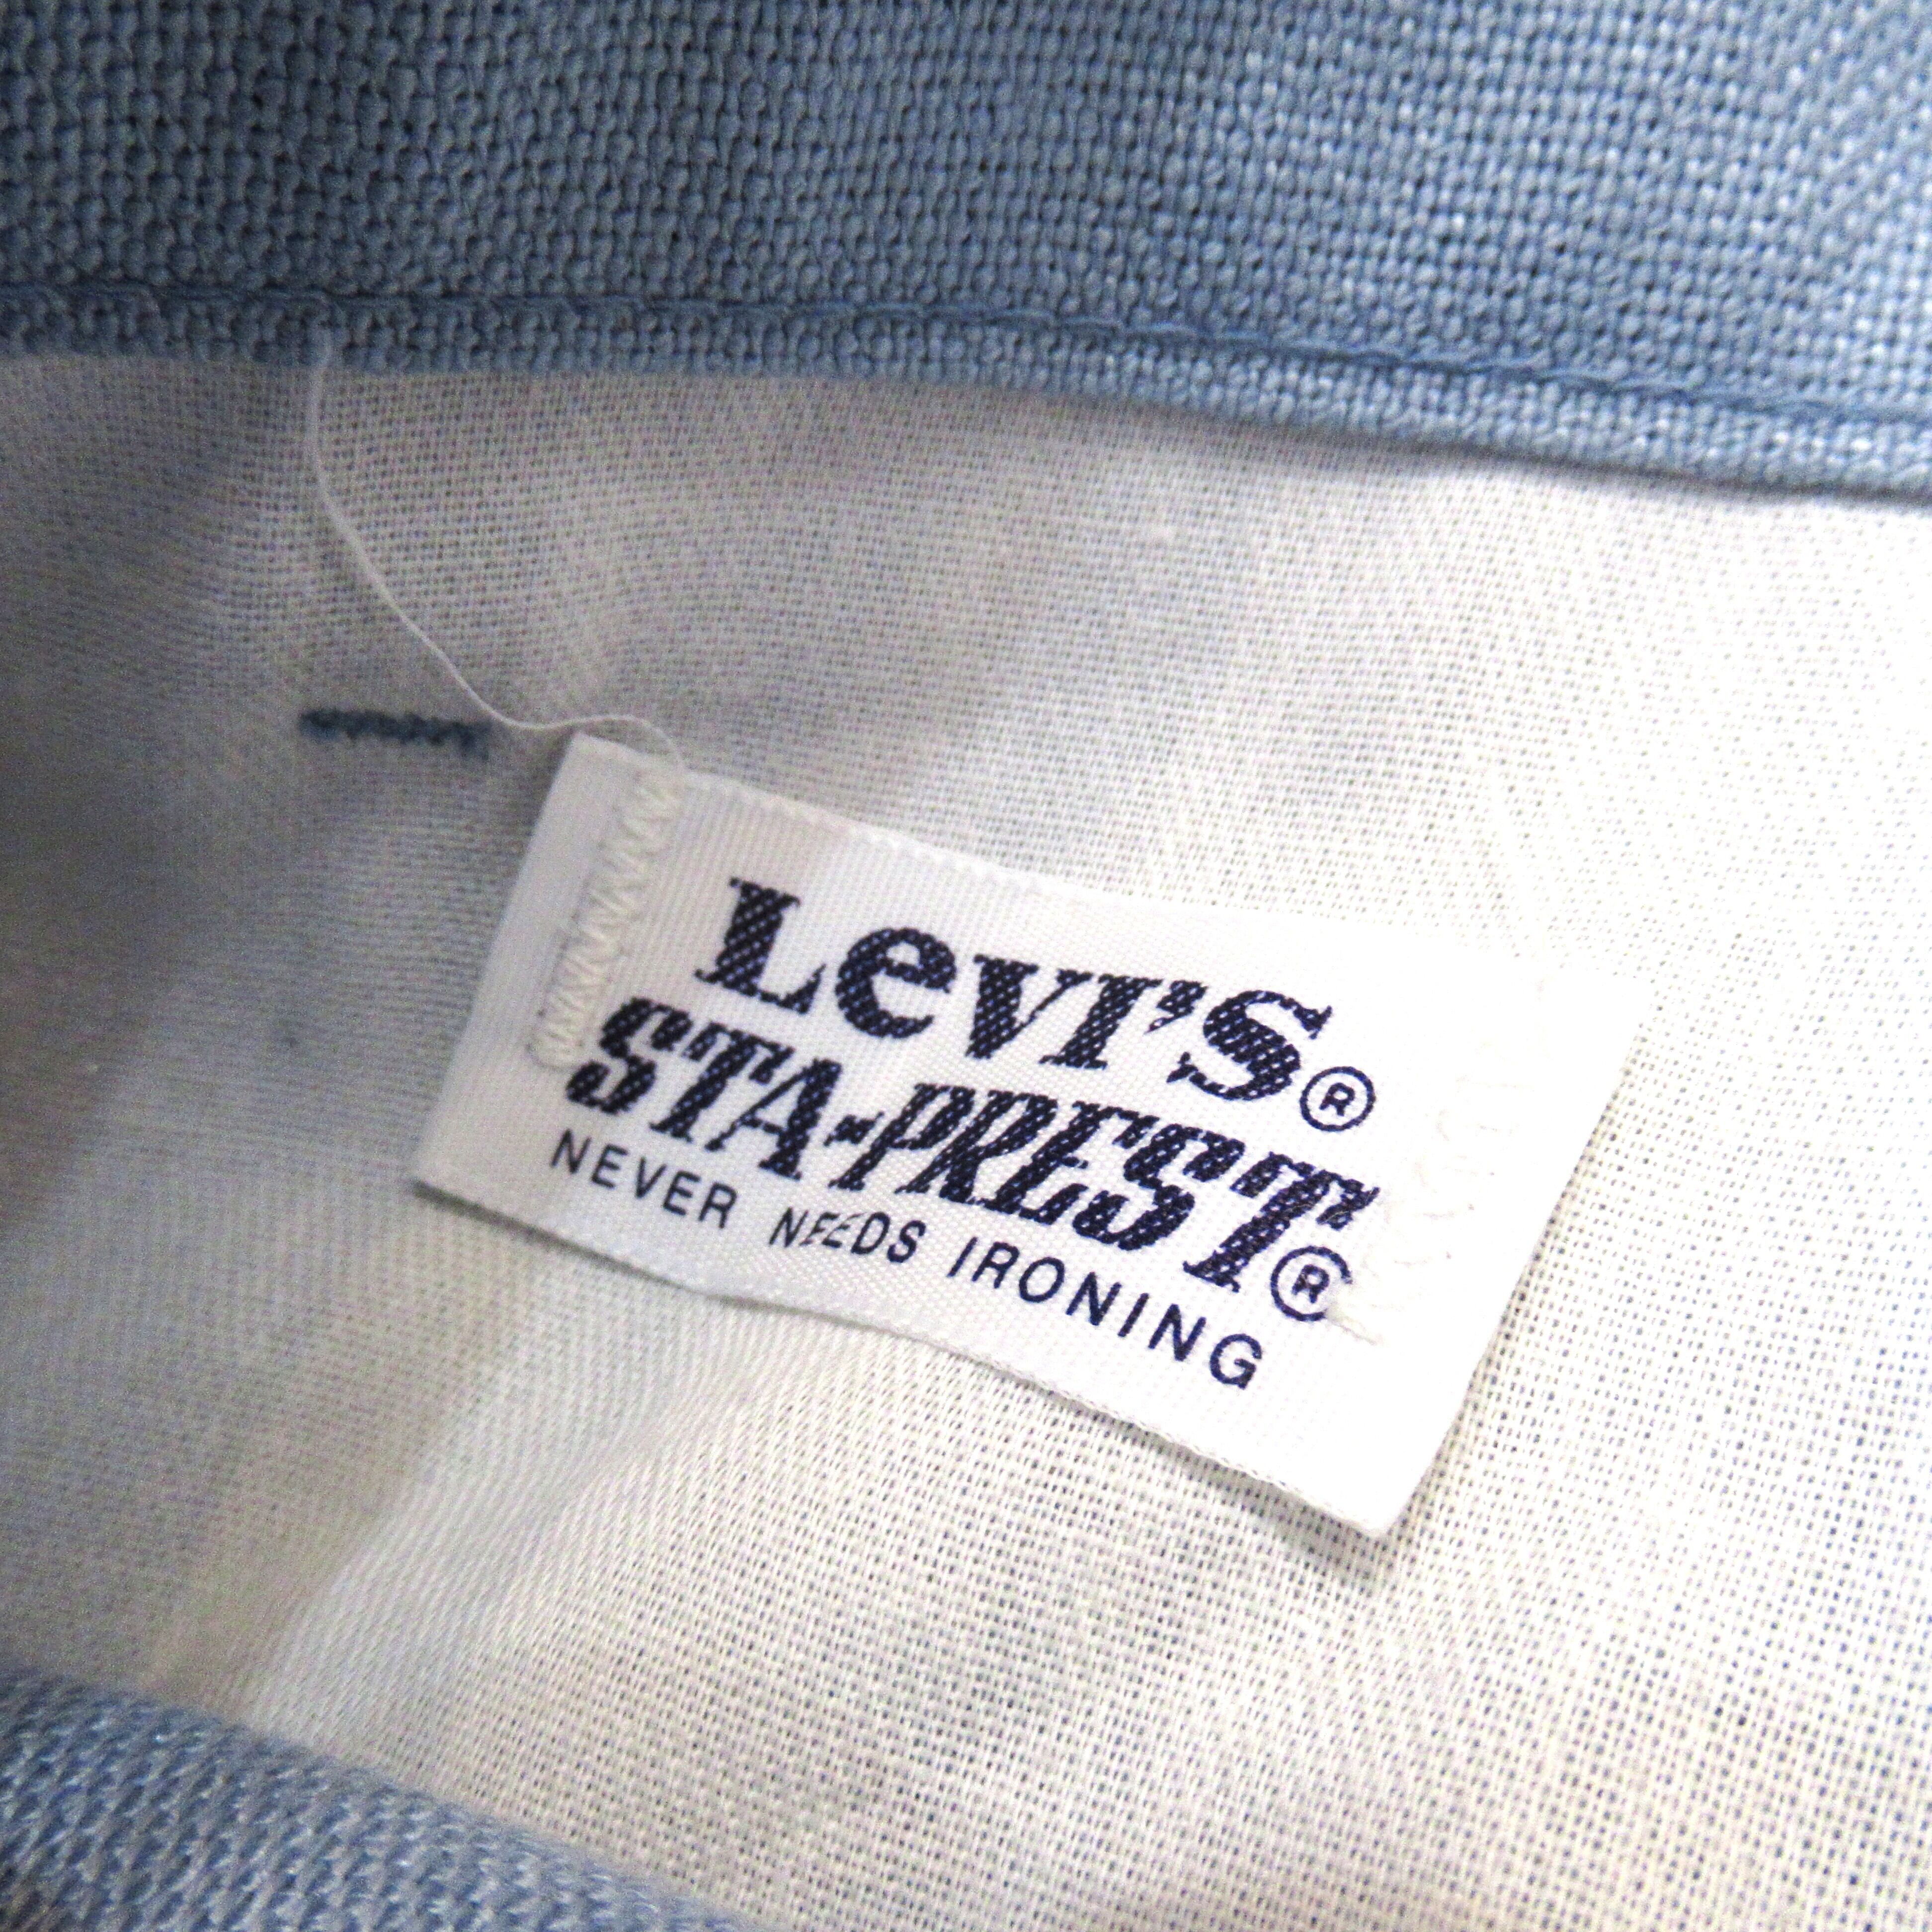 Levi's®
STA-PREST®
NEVER NEEDS IRONING